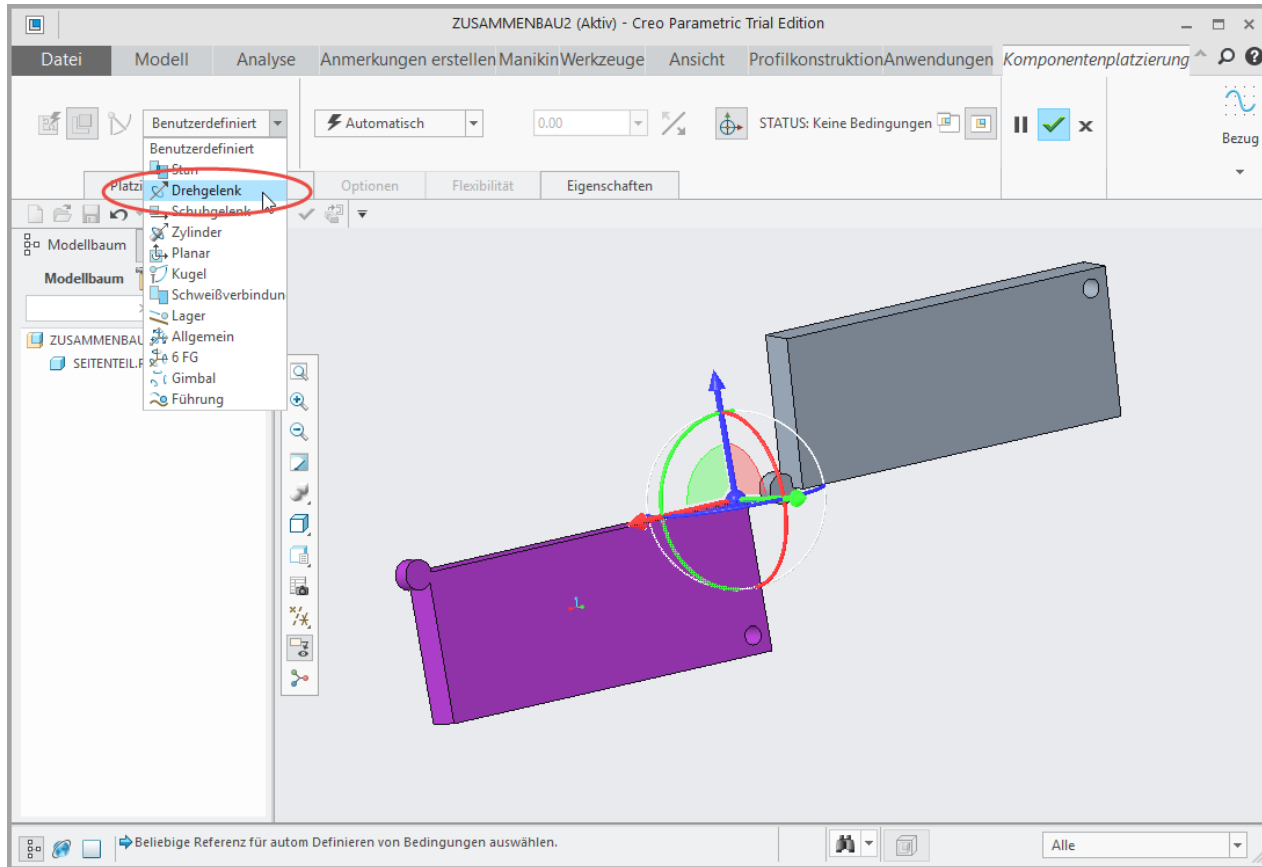 ZUSAMMENBAU2 (Aktiv) - Creo Parametric Trial Edition
Datei Modell Analyse Anmerkungen erstellen Manikin Werkzeuge Ansicht Profilkonstruktion Anwendungen Komponentenplatzierung
Benutzerdefiniert Automatisch 0.00 STATUS: Keine Bedingungen
Bezug
Benutzerdefiniert
Starr
Platzi Optionen Flexibilität Eigenschaften
Drehgelenk
Schubgelenk
Zylinder
Modellbaum
Planar
Kugel
Modellbaum
Schweißverbindun
Lager
ZUSAMMENBAU
Allgemein
6 FG
SEITENTEIL.P
Gimbal
Führung
Beliebige Referenz für autom Definieren von Bedingungen auswählen.
Alle